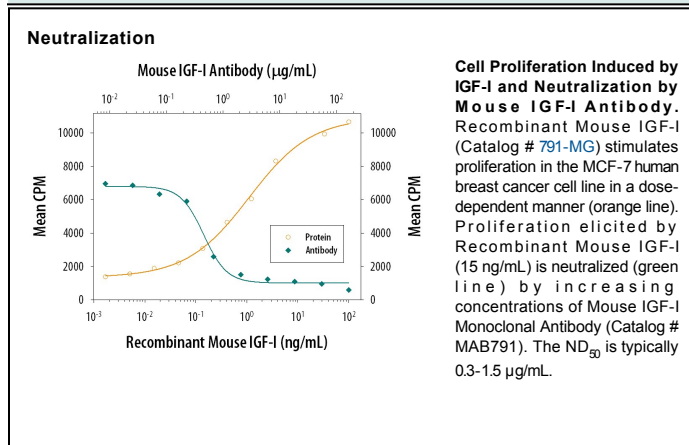 Neutralization
Mouse IGF-I Antibody (µg/mL)
10⁻² 10⁻¹ 10⁰ 10¹ 10²
Mean CPM
10000
8000
6000
4000
2000
0
Protein
Antibody
10000
8000
6000
4000
2000
0
Mean CPM
10⁻³ 10⁻² 10⁻¹ 10⁰ 10¹ 10²
Recombinant Mouse IGF-I (ng/mL)
Cell Proliferation Induced by
IGF-I and Neutralization by
Mouse IGF-I Antibody.
Recombinant Mouse IGF-I
(Catalog # 791-MG) stimulates
proliferation in the MCF-7 human
breast cancer cell line in a dose-
dependent manner (orange line).
Proliferation elicited by
Recombinant Mouse IGF-I
(15 ng/mL) is neutralized (green
line) by increasing
concentrations of Mouse IGF-I
Monoclonal Antibody (Catalog #
MAB791). The ND₅₀ is typically
0.3-1.5 µg/mL.